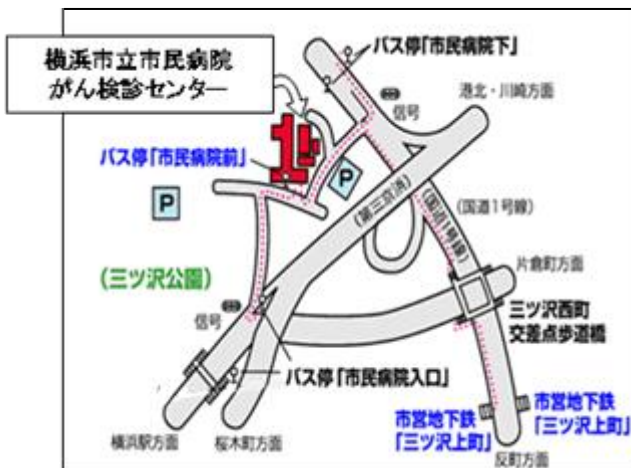 横浜市立市民病院
がん検診センター
バス停「市民病院下」
港北・川崎方面
信号
バス停「市民病院前」
P
P
(第三京浜)
(国道1号線)
(国道1号線)
(三ツ沢公園)
片倉町方面
三ツ沢西町
交差点歩道橋
信号
バス停「市民病院入口」
市営地下鉄
「三ツ沢上町」
市営地下鉄
「三ツ沢上町」
横浜駅方面
桜木町方面
反町方面